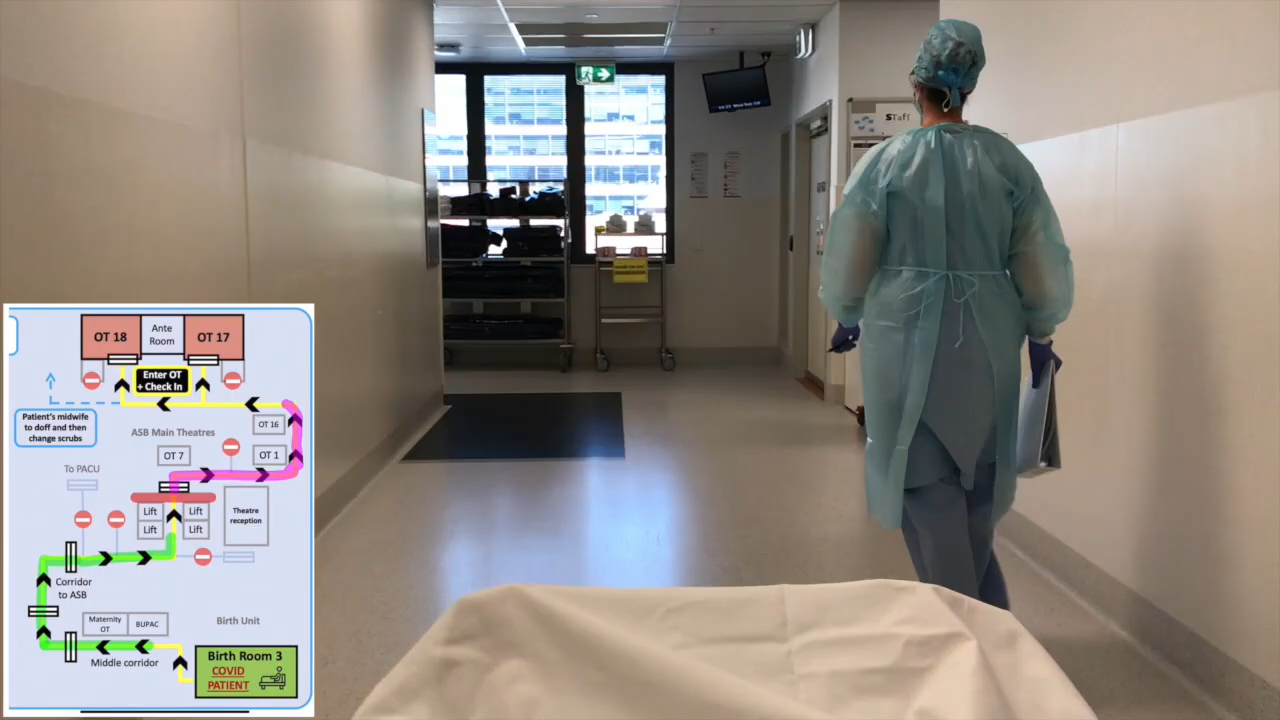 STaff
OT 18
Ante
Room
OT 17
Enter OT
+ Check In
Patient's midwife
to doff and then
change scrubs
OT 16
ASB Main Theatres
OT 7
OT 1
To PACU
Lift
Lift
Lift
Lift
Theatre
reception
Corridor
to ASB
Maternity
OT
BUPAC
Birth Unit
Middle corridor
Birth Room 3
COVID
PATIENT